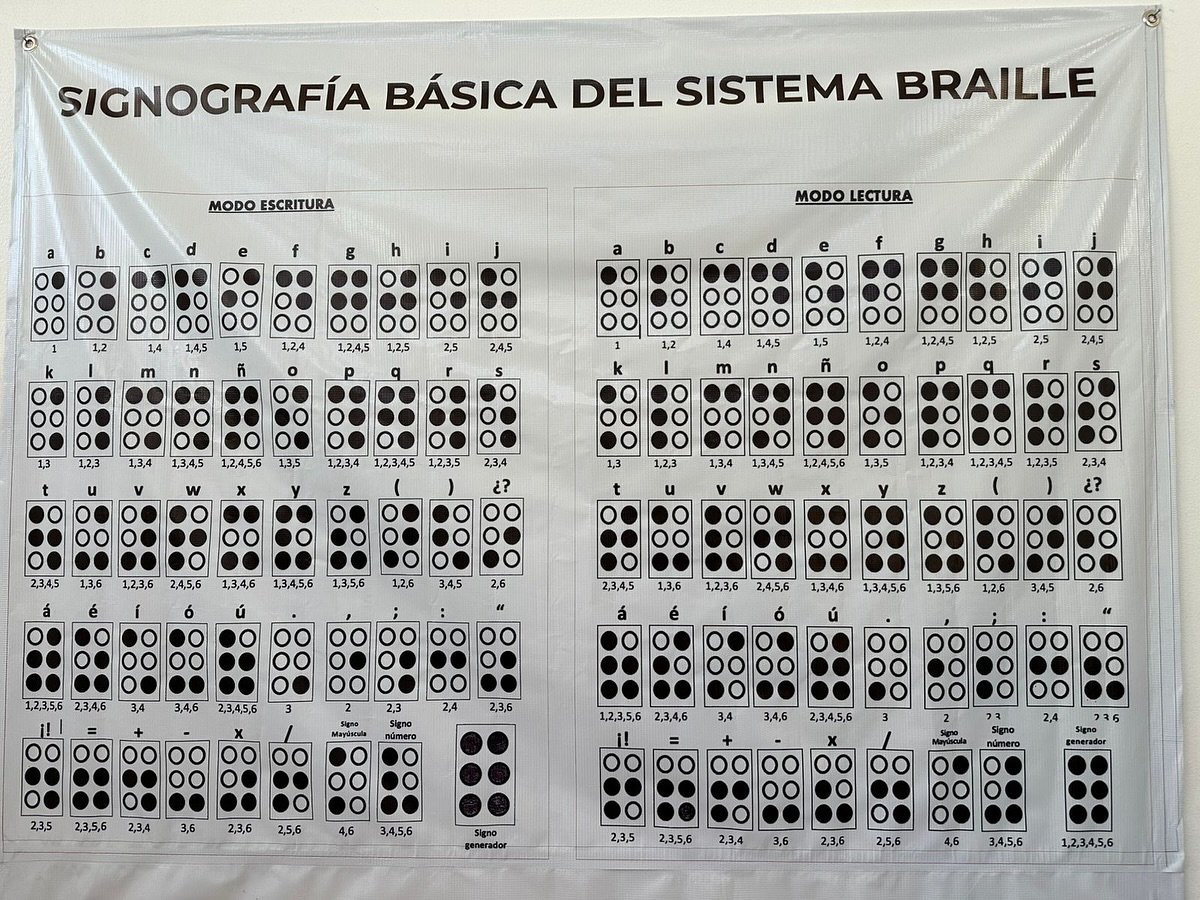 SIGNOGRAFÍA BÁSICA DEL SISTEMA BRAILLE
MODO ESCRITURA
a b c d e f g h i j
1 1,2 1,4 1,4,5 1,5 1,2,4 1,2,4,5 1,2,5 2,5 2,4,5
k l m n ñ o p q r s
1,3 1,2,3 1,3,4 1,3,4,5 1,2,4,5,6 1,3,5 1,2,3,4 1,2,3,4,5 1,2,3,5 2,3,4
t u v w x y z ( ) ¿?
2,3,4,5 1,3,6 1,2,3,6 2,4,5,6 1,3,4,6 1,3,4,5,6 1,3,5,6 1,2,6 3,4,5 2,6
á é í ó ú . , ; : “
1,2,3,5,6 2,3,4,6 3,4 3,4,6 2,3,4,5,6 3 2 2,3 2,4 2,3,6
¡! = + - x / Signo Mayúscula Signo número
2,3,5 2,3,5,6 2,3,4 3,6 2,3,6 2,5,6 4,6 3,4,5,6 Signo generador
MODO LECTURA
a b c d e f g h i j
1 1,2 1,4 1,4,5 1,5 1,2,4 1,2,4,5 1,2,5 2,5 2,4,5
k l m n ñ o p q r s
1,3 1,2,3 1,3,4 1,3,4,5 1,2,4,5,6 1,3,5 1,2,3,4 1,2,3,4,5 1,2,3,5 2,3,4
t u v w x y z ( ) ¿?
2,3,4,5 1,3,6 1,2,3,6 2,4,5,6 1,3,4,6 1,3,4,5,6 1,3,5,6 1,2,6 3,4,5 2,6
á é í ó ú . , ; : “
1,2,3,5,6 2,3,4,6 3,4 3,4,6 2,3,4,5,6 3 2 2,3 2,4 2,3,6
¡! = + - x / Signo Mayúscula Signo número Signo generador
2,3,5 2,3,5,6 2,3,4 3,6 2,3,6 2,5,6 4,6 3,4,5,6 1,2,3,4,5,6